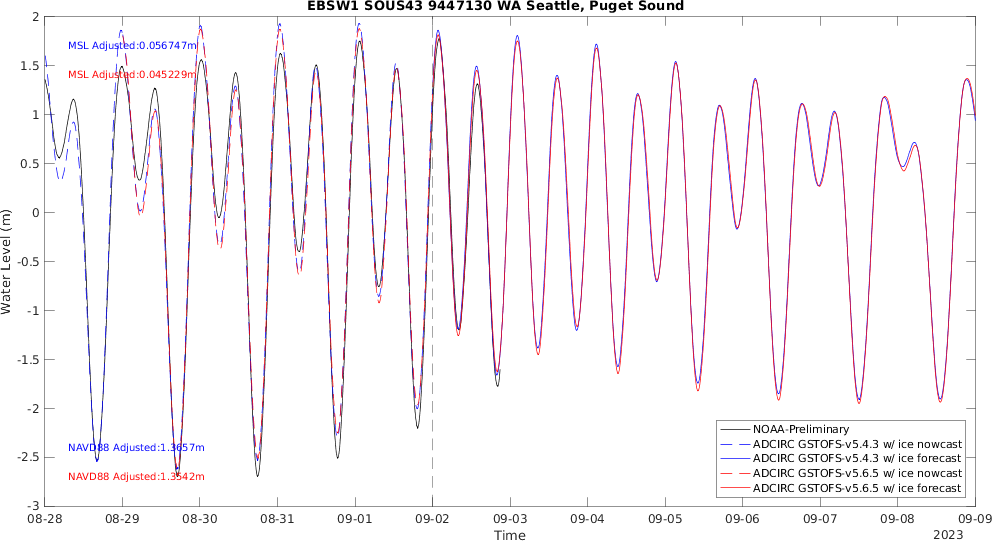 EBSW1 SOUS43 9447130 WA Seattle, Puget Sound
2
1.5
1
0.5
0
-0.5
-1
-1.5
-2
-2.5
-3
Water Level (m)
MSL Adjusted:0.056747m
MSL Adjusted:0.045229m
NAVD88 Adjusted:1.3657m
NAVD88 Adjusted:1.3542m
NOAA-Preliminary
ADCIRC GSTOFS-v5.4.3 w/ ice nowcast
ADCIRC GSTOFS-v5.4.3 w/ ice forecast
ADCIRC GSTOFS-v5.6.5 w/ ice nowcast
ADCIRC GSTOFS-v5.6.5 w/ ice forecast
08-28 08-29 08-30 08-31 09-01 09-02 09-03 09-04 09-05 09-06 09-07 09-08 09-09
Time
2023